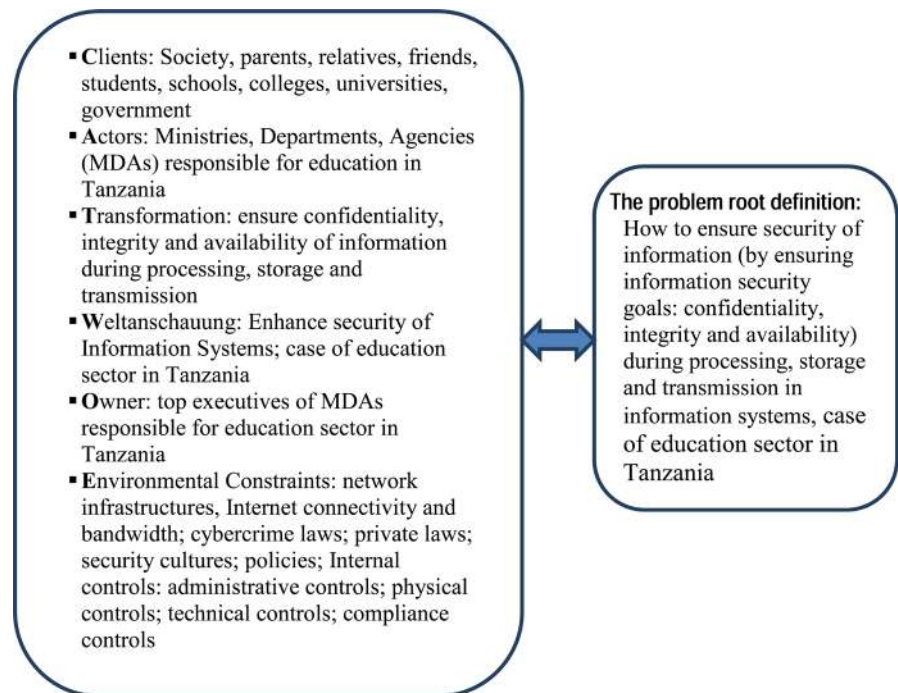 ▪ Clients: Society, parents, relatives, friends,
students, schools, colleges, universities,
government
▪ Actors: Ministries, Departments, Agencies
(MDAs) responsible for education in
Tanzania
▪ Transformation: ensure confidentiality,
integrity and availability of information
during processing, storage and
transmission
▪ Weltanschauung: Enhance security of
Information Systems; case of education
sector in Tanzania
▪ Owner: top executives of MDAs
responsible for education sector in
Tanzania
▪ Environmental Constraints: network
infrastructures, Internet connectivity and
bandwidth; cybercrime laws; private laws;
security cultures; policies; Internal
controls: administrative controls; physical
controls; technical controls; compliance
controls
The problem root definition:
How to ensure security of
information (by ensuring
information security
goals: confidentiality,
integrity and availability)
during processing, storage
and transmission in
information systems, case
of education sector in
Tanzania